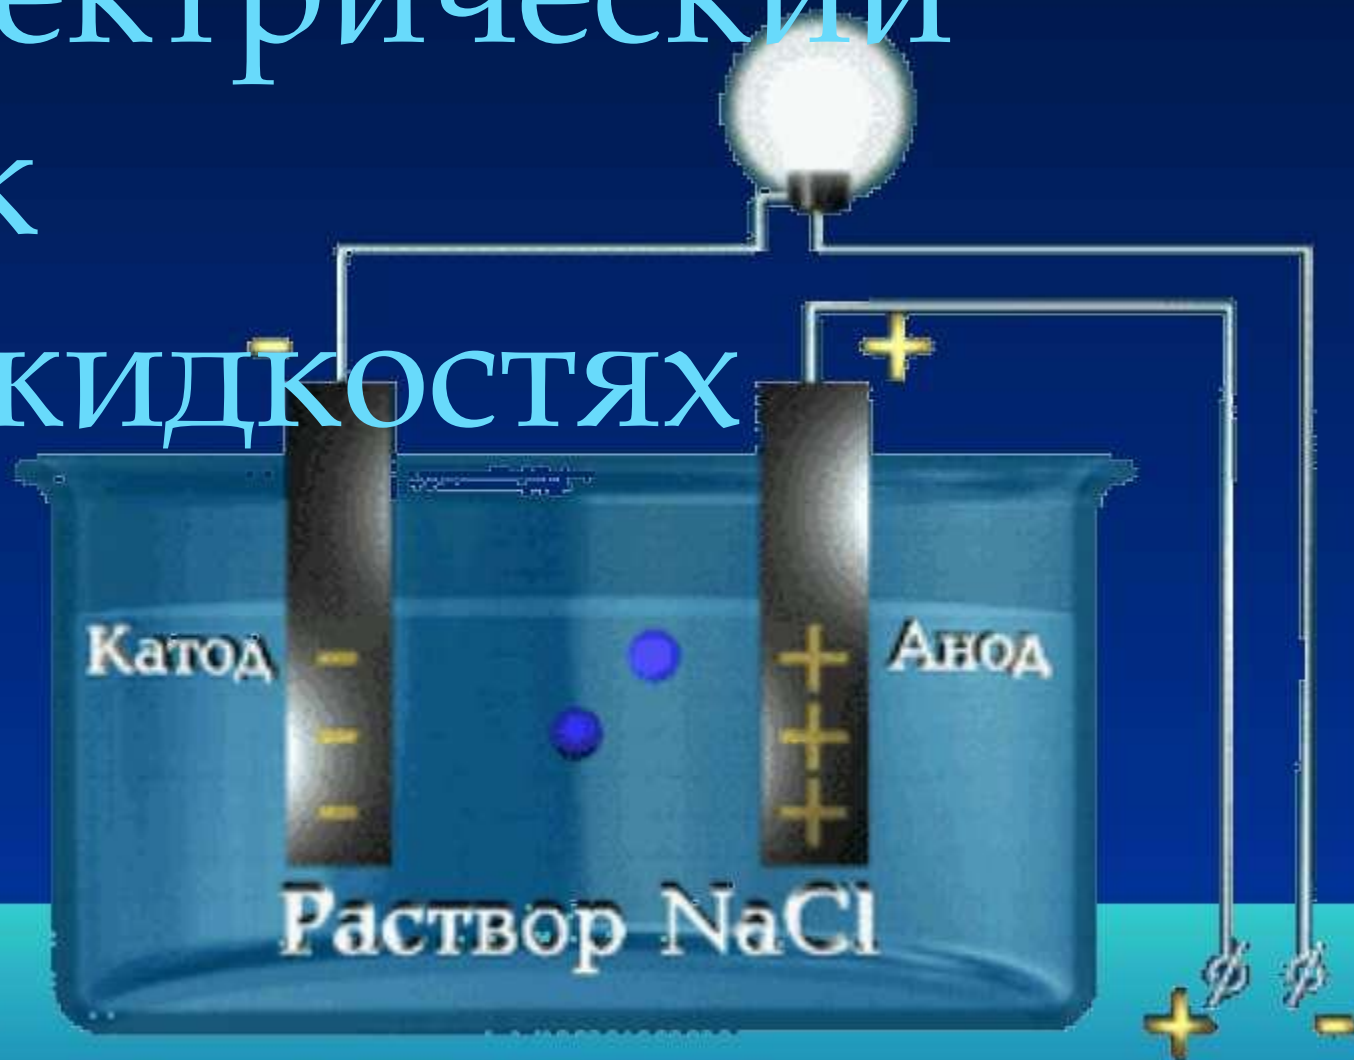 ектрический
к
кидкостях
- +
Катод - + Анод
- +
- +
Раствор NaCl
+ -